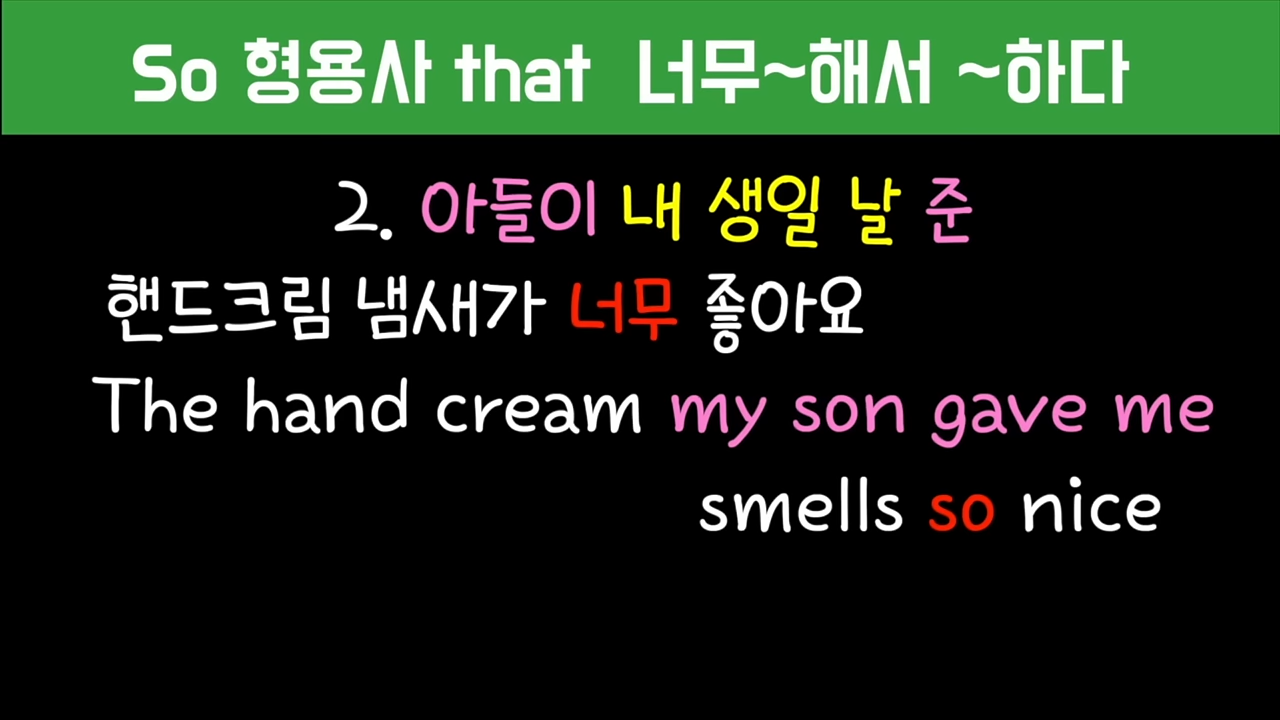 So 형용사 that 너무~해서 ~하다
2. 아들이 내 생일 날 준
핸드크림 냄새가 너무 좋아요
The hand cream my son gave me
smells so nice